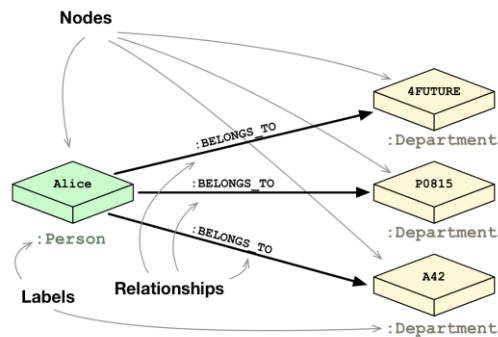 Nodes
4FUTURE
:Department
:BELONGS_TO
Alice
:Person
:BELONGS_TO
P0815
:Department
:BELONGS_TO
A42
:Department
Labels
Relationships